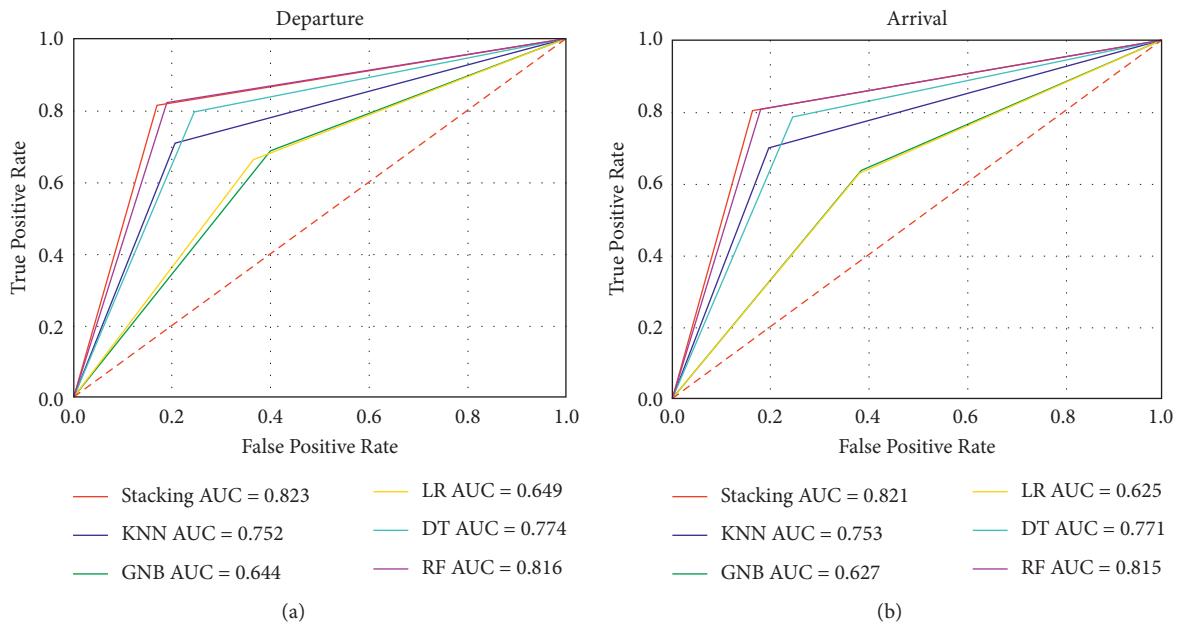 Departure
1.0
0.8
0.6
0.4
0.2
0.0
True Positive Rate
0.0 0.2 0.4 0.6 0.8 1.0
False Positive Rate
Stacking AUC = 0.823
KNN AUC = 0.752
GNB AUC = 0.644
LR AUC = 0.649
DT AUC = 0.774
RF AUC = 0.816
(a)
Arrival
1.0
0.8
0.6
0.4
0.2
0.0
True Positive Rate
0.0 0.2 0.4 0.6 0.8 1.0
False Positive Rate
Stacking AUC = 0.821
KNN AUC = 0.753
GNB AUC = 0.627
LR AUC = 0.625
DT AUC = 0.771
RF AUC = 0.815
(b)